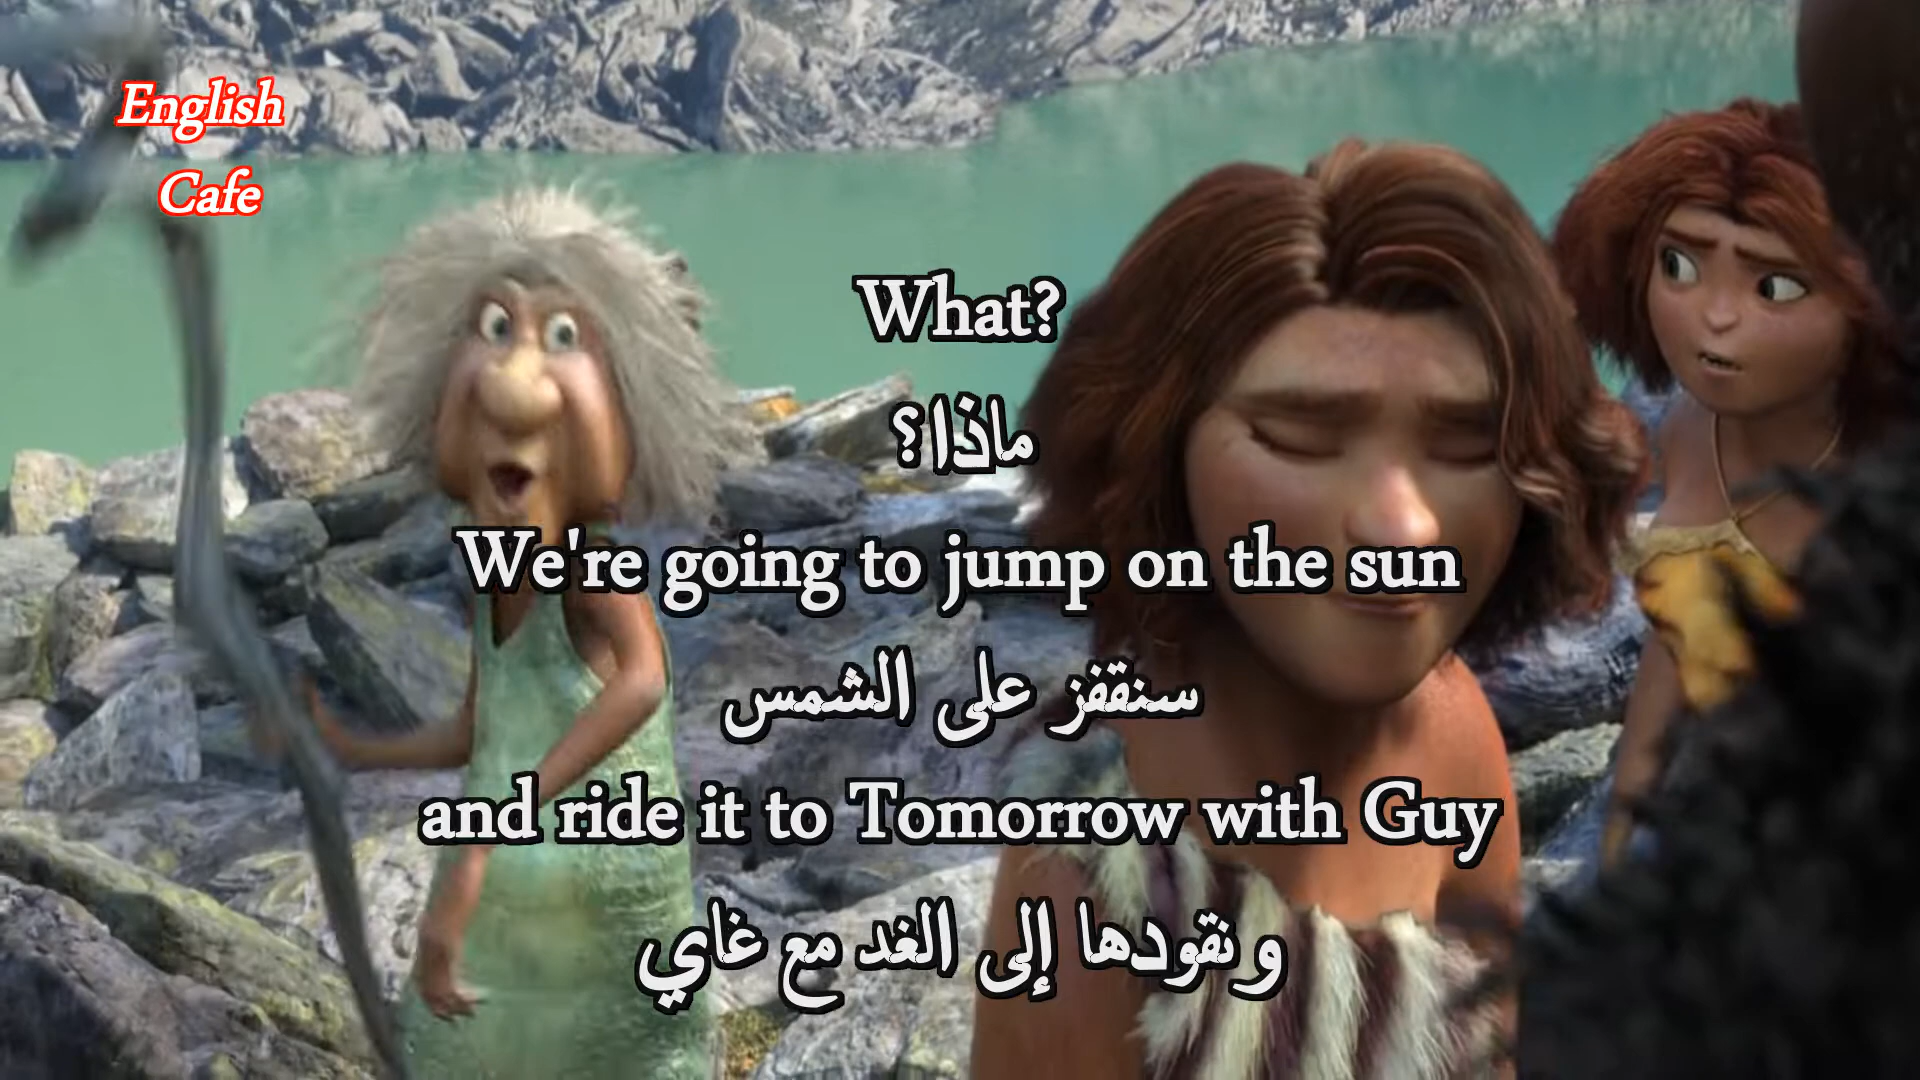 English
Cafe
What?
ماذا؟
We're going to jump on the sun
سنقفز على الشمس
and ride it to Tomorrow with Guy
و نقودها إلى الغد مع غاي